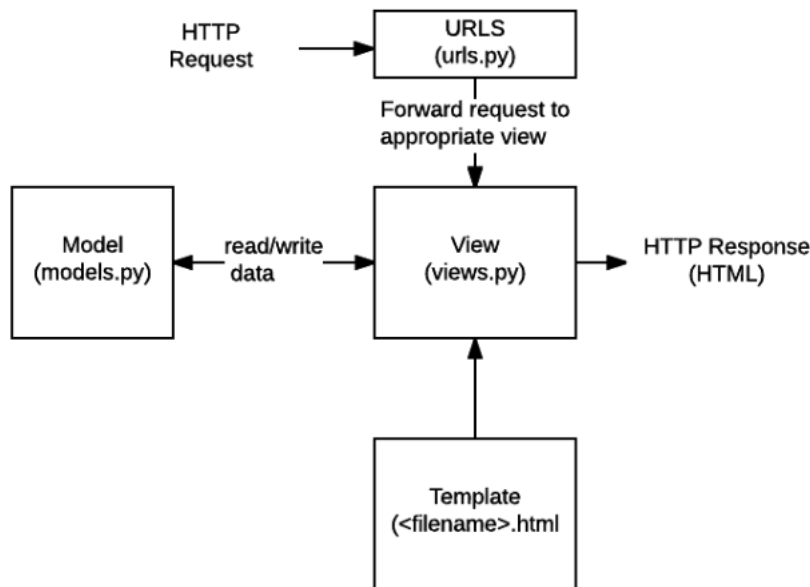 HTTP
Request
URLS
(urls.py)
Forward request to
appropriate view
Model
(models.py)
read/write
data
View
(views.py)
HTTP Response
(HTML)
Template
(<filename>.html